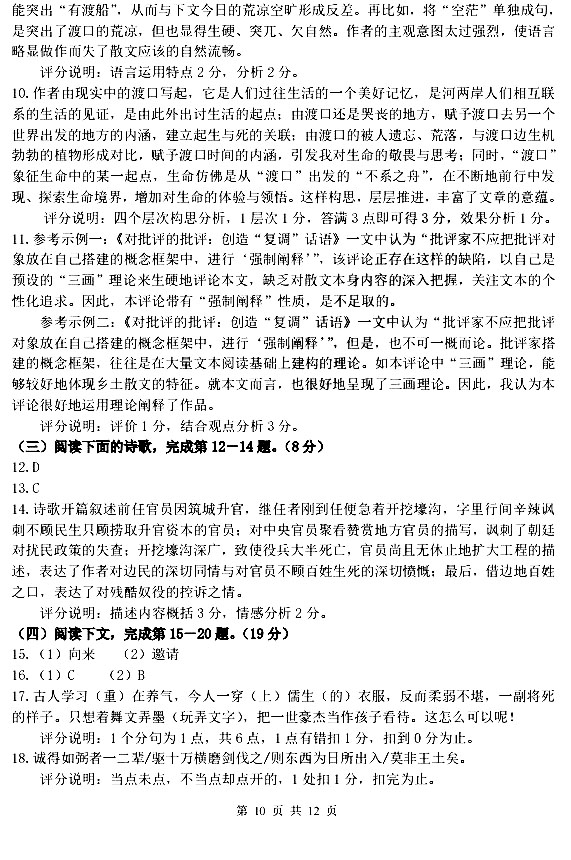 能突出“有渡船”，从而与下文今日的荒凉空旷形成反差。再比如，将“空茫”单独成句，
是突出了渡口的荒凉，但也显得生硬、突兀、欠自然。作者的主观意图太过强烈，使语言
略显做作而失了散文应该的自然流畅。
评分说明：语言运用特点2分，分析2分。
10.作者由现实中的渡口写起，它是人们过往生活的一个美好记忆，是河两岸人们相互联
系的生活的见证，是由此外出讨生活的起点；由渡口还是哭丧的地方，赋予渡口去另一个
世界出发的地方的内涵，建立起生与死的关联；由渡口的被人遗忘、荒落，与渡口边生机
勃勃的植物形成对比，赋予渡口时间的内涵，引发我对生命的敬畏与思考；同时，“渡口”
象征生命中的某一起点，生命仿佛是从“渡口”出发的“不系之舟”，在不断地前行中发
现、探索生命境界，增加对生命的体验与领悟。这样构思，层层推进，丰富了文章的意蕴。
评分说明：四个层次构思分析，1层次1分，答满3点即可得3分，效果分析1分。
11.参考示例一：《对批评的批评：创造“复调”话语》一文中认为“批评家不应把批评对
象放在自己搭建的概念框架中，进行‘强制阐释’”，该评论正存在这样的缺陷，以自己是
预设的“三画”理论来生硬地评论本文，缺乏对散文本身内容的深入把握，关注文本的个
性化追求。因此，本评论带有“强制阐释”性质，是不足取的。
参考示例二：《对批评的批评：创造“复调”话语》一文中认为“批评家不应把批评
对象放在自己搭建的概念框架中，进行‘强制阐释’”，但是，也不可一概而论。批评家搭
建的概念框架，往往是在大量文本阅读基础上建构的理论。如本评论中“三画”理论，能
够较好地体现乡土散文的特征。就本文而言，也很好地呈现了三画理论。因此，我认为本
评论很好地运用理论阐释了作品。
评分说明：评价1分，结合观点分析3分。
（三）阅读下面的诗歌，完成第12—14题。（8分）
12.D
13.C
14.诗歌开篇叙述前任官员因筑城升官，继任者刚到任便急着开挖壕沟，字里行间辛辣讽
刺不顾民生只顾捞取升官资本的官员；对中央官员聚看赞赏地方官员的描写，讽刺了朝廷
对扰民政策的失查；开挖壕沟深广，致使役兵大半死亡，官员尚且无休止地扩大工程的描
述，表达了作者对边民的深切同情与对官员不顾百姓生死的深切愤慨；最后，借边地百姓
之口，表达了对残酷奴役的控诉之情。
评分说明：描述内容概括3分，情感分析2分。
（四）阅读下文，完成第15—20题。（19分）
15.（1）向来　（2）邀请
16.（1）C　（2）B
17.古人学习（重）在养气，今人一穿（上）儒生（的）衣服，反而柔弱不堪，一副将死
的样子。只想着舞文弄墨（玩弄文字），把一世豪杰当作孩子看待。这怎么可以呢！
评分说明：1个分句为1点，共6点，1点有错扣1分，扣到0分为止。
18.诚得如弼者一二辈/驱十万横磨剑伐之/则东西为日所出入/莫非王土矣。
评分说明：当点未点，不当点却点开的，1处扣1分，扣完为止。
第 10 页 共 12 页